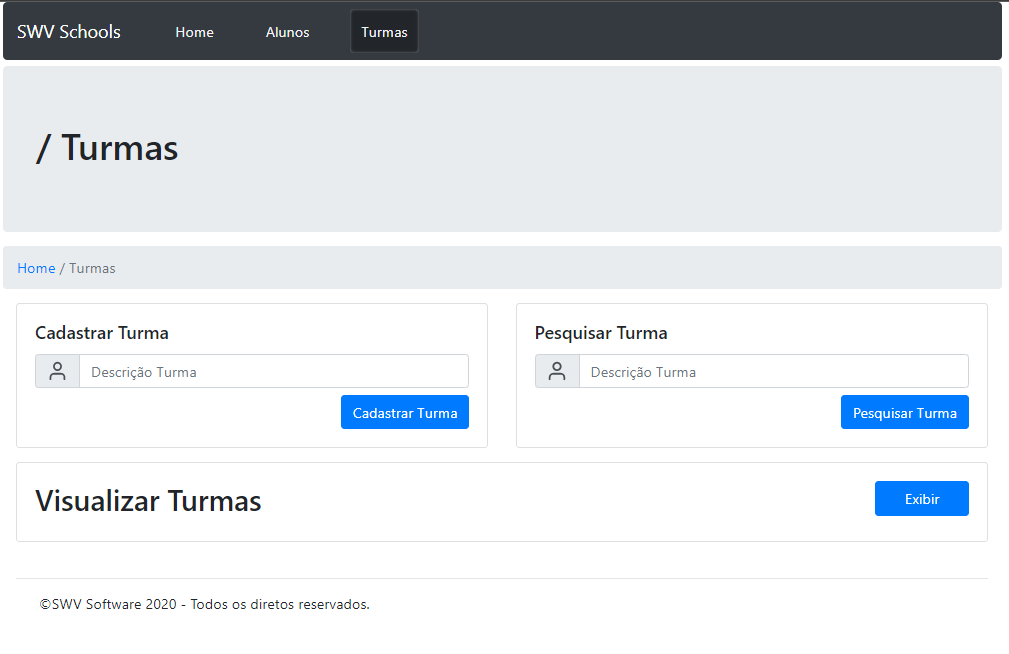 SWV Schools Home Alunos Turmas
/ Turmas
Home / Turmas
Cadastrar Turma
Descrição Turma
Cadastrar Turma
Pesquisar Turma
Descrição Turma
Pesquisar Turma
Visualizar Turmas Exibir
©SWV Software 2020 - Todos os diretos reservados.